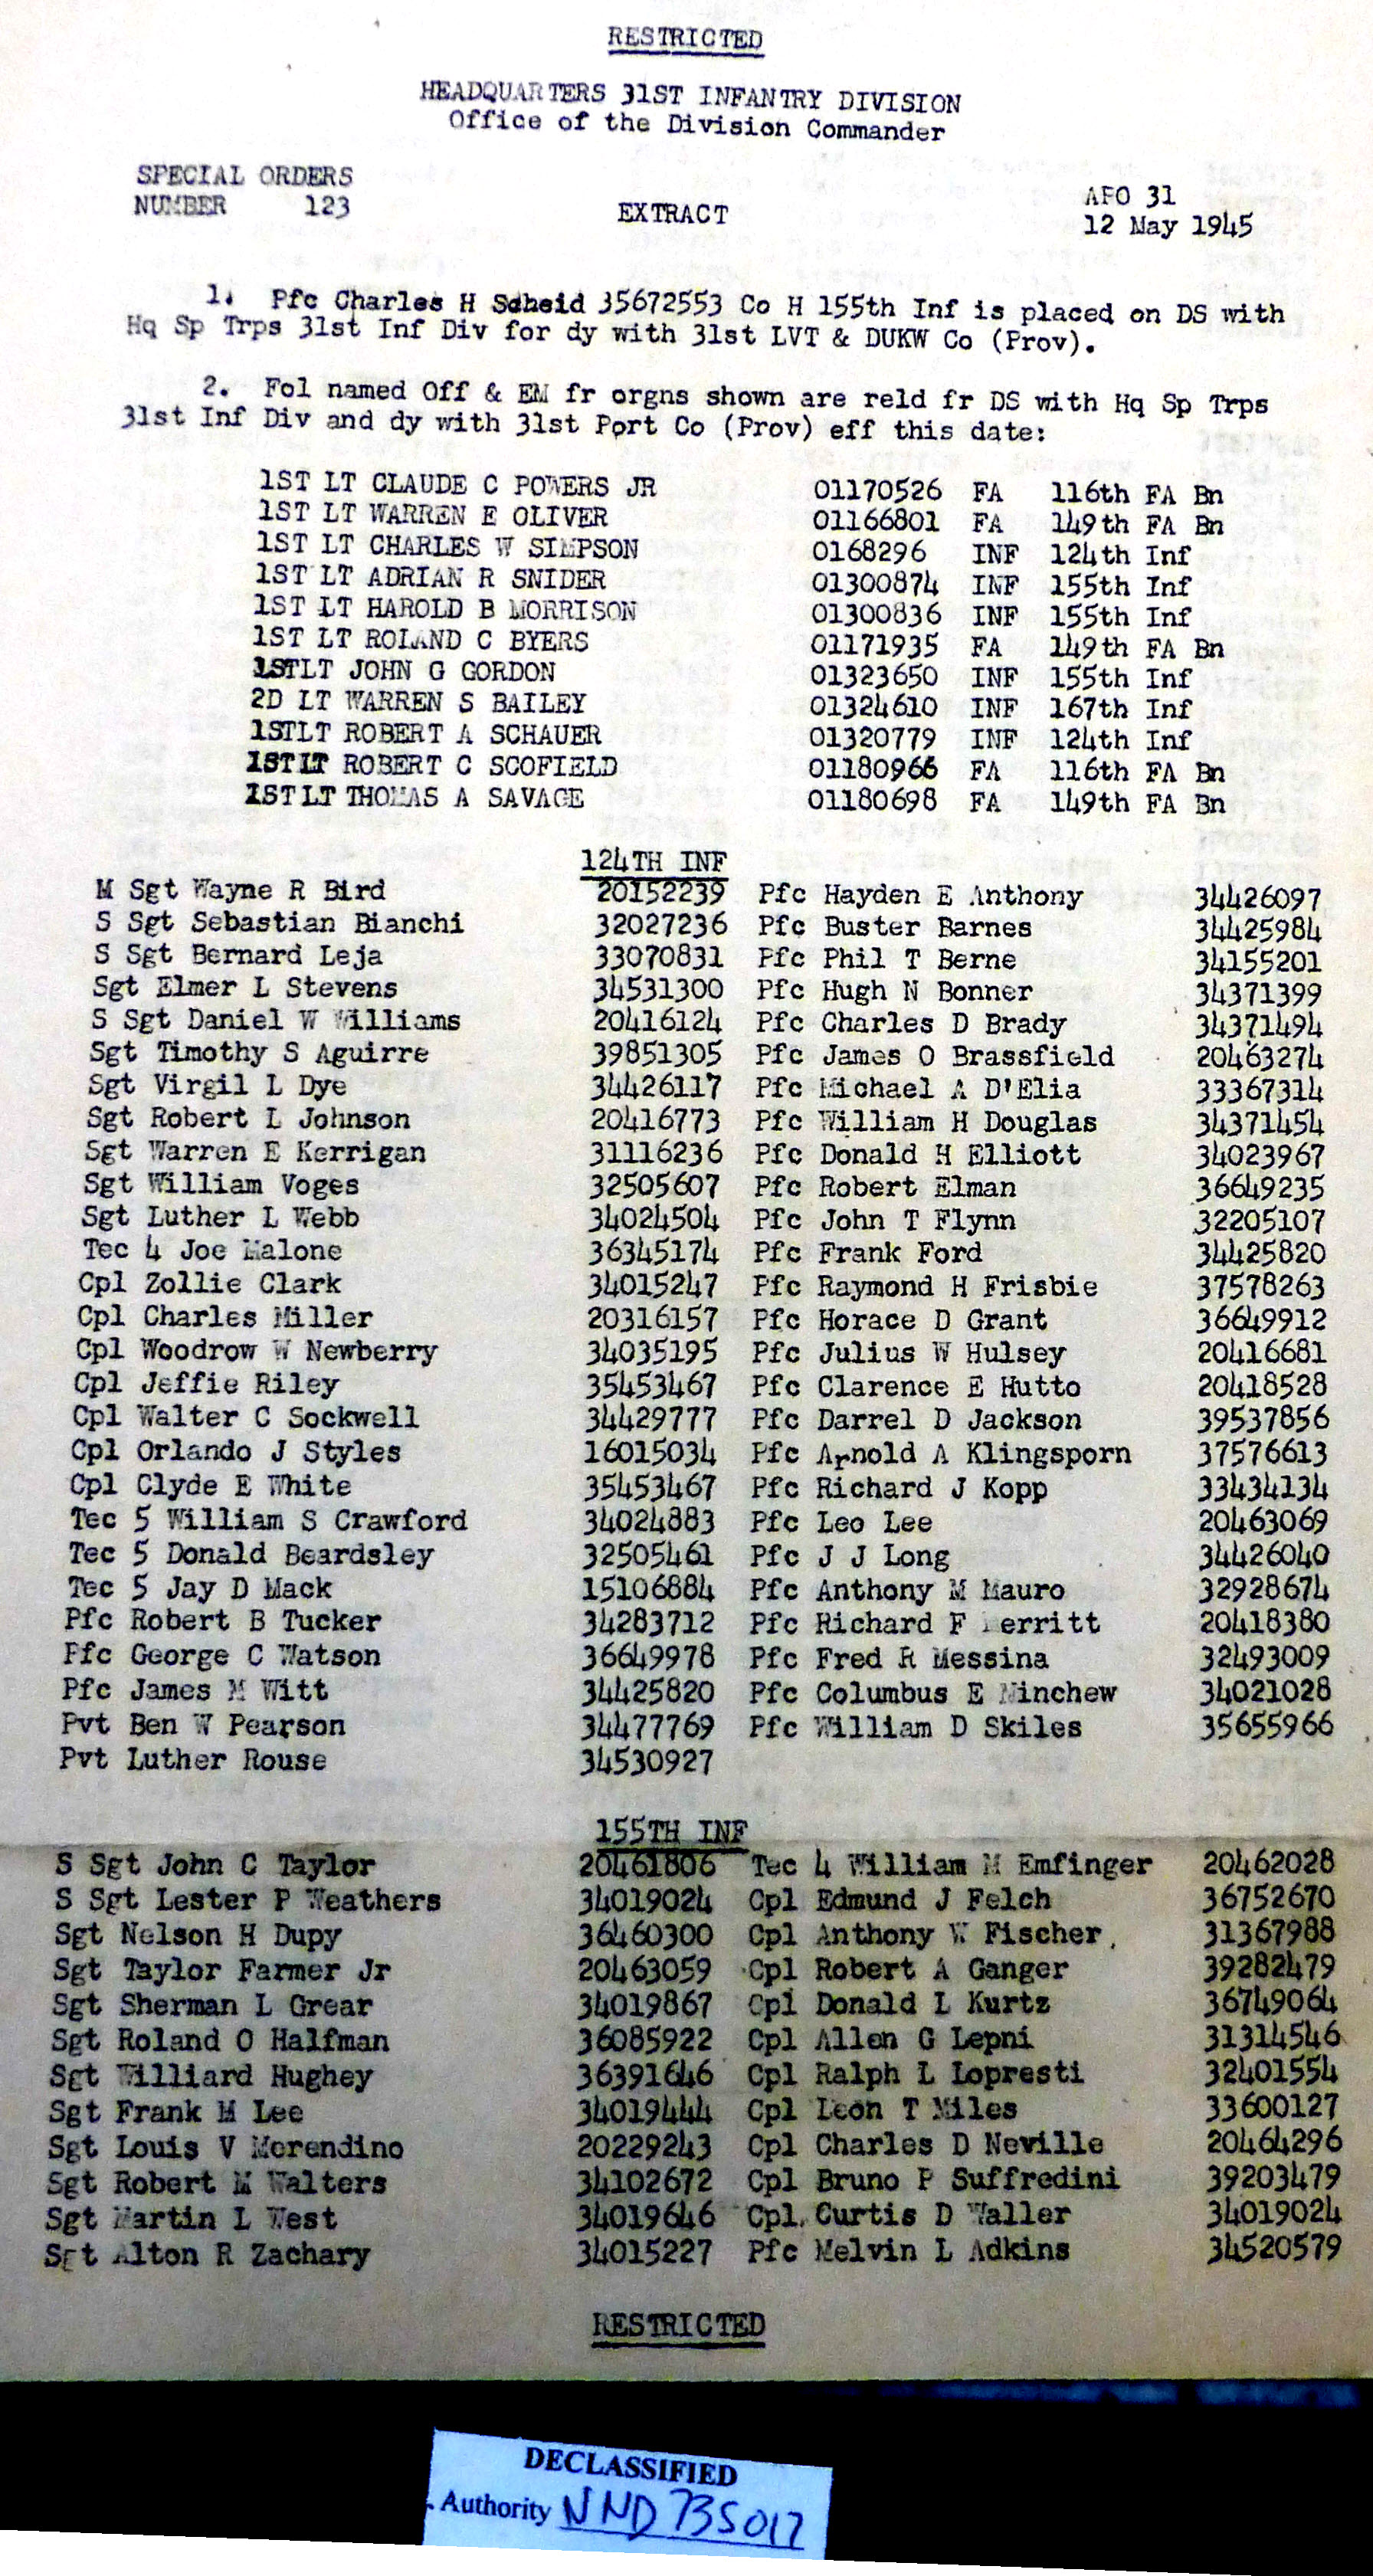 RESTRICTED
HEADQUARTERS 31ST INFANTRY DIVISION
Office of the Division Commander
SPECIAL ORDERS
NUMBER 123 EXTRACT APO 31
12 May 1945
1. Pfc Charles H Scheid 35672553 Co H 155th Inf is placed on DS with
Hq Sp Trps 31st Inf Div for dy with 31st LVT & DUKW Co (Prov).
2. Fol named Off & EM fr orgns shown are reld fr DS with Hq Sp Trps
31st Inf Div and dy with 31st Port Co (Prov) eff this date:
1ST LT CLAUDE C POWERS JR 01170526 FA 116th FA Bn
1ST LT WARREN E OLIVER 01166801 FA 149th FA Bn
1ST LT CHARLES W SIMPSON 0168296 INF 124th Inf
1ST LT ADRIAN R SNIDER 01300874 INF 155th Inf
1ST LT HAROLD B MORRISON 01300836 INF 155th Inf
1ST LT ROLAND C BYERS 01171935 FA 149th FA Bn
1STLT JOHN G GORDON 01323650 INF 155th Inf
2D LT WARREN S BAILEY 01324610 INF 167th Inf
1STLT ROBERT A SCHAUER 01320779 INF 124th Inf
1STLT ROBERT C SCOFIELD 01180966 FA 116th FA Bn
1STLT THOMAS A SAVAGE 01180698 FA 149th FA Bn
124TH INF
M Sgt Wayne R Bird 20152239 Pfc Hayden E Anthony 34426097
S Sgt Sebastian Bianchi 32027236 Pfc Buster Barnes 34425984
S Sgt Bernard Leja 33070831 Pfc Phil T Berne 34155201
Sgt Elmer L Stevens 34531300 Pfc Hugh N Bonner 34371399
S Sgt Daniel W Williams 20416124 Pfc Charles D Brady 34371494
Sgt Timothy S Aguirre 39851305 Pfc James O Brassfield 20463274
Sgt Virgil L Dye 34426117 Pfc Michael A D'Elia 33367314
Sgt Robert L Johnson 20416773 Pfc William H Douglas 34371454
Sgt Warren E Kerrigan 31116236 Pfc Donald H Elliott 34023967
Sgt William Voges 32505607 Pfc Robert Elman 36649235
Sgt Luther L Webb 34024504 Pfc John T Flynn 32205107
Tec 4 Joe Malone 36345174 Pfc Frank Ford 34425820
Cpl Zollie Clark 34015247 Pfc Raymond H Frisbie 37578263
Cpl Charles Miller 20316157 Pfc Horace D Grant 36649912
Cpl Woodrow W Newberry 34035195 Pfc Julius W Hulsey 20416681
Cpl Jeffie Riley 35453467 Pfc Clarence E Hutto 20418528
Cpl Walter C Sockwell 34429777 Pfc Darrel D Jackson 39537856
Cpl Orlando J Styles 16015034 Pfc Arnold A Klingsporn 37576613
Cpl Clyde E White 35453467 Pfc Richard J Kopp 33434134
Tec 5 William S Crawford 34024883 Pfc Leo Lee 20463069
Tec 5 Donald Beardsley 32505461 Pfc J J Long 34426040
Tec 5 Jay D Mack 15106884 Pfc Anthony M Mauro 32928674
Pfc Robert B Tucker 34283712 Pfc Richard F Merritt 20418380
Pfc George C Watson 36649978 Pfc Fred R Messina 32493009
Pfc James M Witt 34425820 Pfc Columbus E Minchew 34021028
Pvt Ben W Pearson 34477769 Pfc William D Skiles 35655966
Pvt Luther Rouse 34530927
155TH INF
S Sgt John C Taylor 20461806 Tec 4 William M Emfinger 20462028
S Sgt Lester P Weathers 34019024 Cpl Edmund J Felch 36752670
Sgt Nelson H Dupy 36460300 Cpl Anthony W Fischer 31367988
Sgt Taylor Farmer Jr 20463059 Cpl Robert A Ganger 39282479
Sgt Sherman L Grear 34019867 Cpl Donald L Kurtz 36749064
Sgt Roland O Halfman 36085922 Cpl Allen G Lepni 31314546
Sgt Williard Hughey 36391646 Cpl Ralph L Lopresti 32401554
Sgt Frank M Lee 34019444 Cpl Leon T Miles 33600127
Sgt Louis V Merendino 20229243 Cpl Charles D Neville 20464296
Sgt Robert M Walters 34102672 Cpl Bruno P Suffredini 39203479
Sgt Martin L West 34019646 Cpl. Curtis D Waller 34019024
Sgt Alton R Zachary 34015227 Pfc Melvin L Adkins 34520579
RESTRICTED
DECLASSIFIED
Authority NND 735017